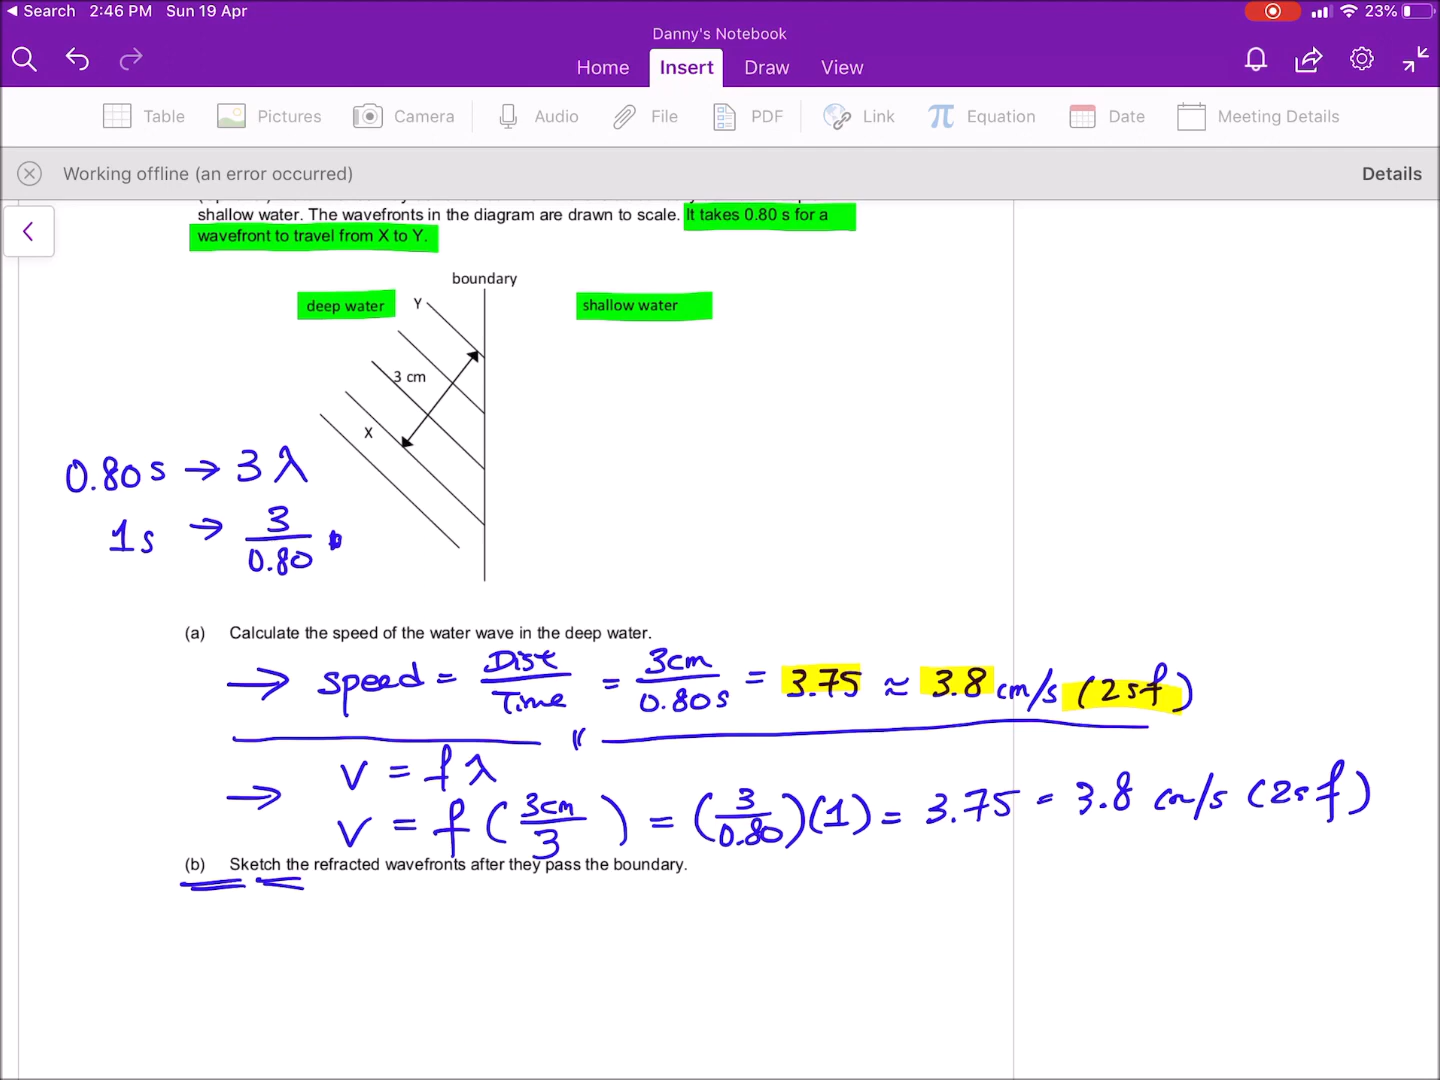 Search 2:46 PM Sun 19 Apr 23%
Danny's Notebook
Home Insert Draw View
Table Pictures Camera Audio File PDF Link Equation Date Meeting Details
Working offline (an error occurred) Details
shallow water. The wavefronts in the diagram are drawn to scale. It takes 0.80 s for a
wavefront to travel from X to Y.
boundary
deep water Y shallow water
3 cm
X
0.80 s → 3 λ
1 s → 3/0.80
(a) Calculate the speed of the water wave in the deep water.
→ speed = Dist/Time = 3cm/0.80s = 3.75 ≈ 3.8 cm/s (2sf)
v = f λ
→ v = f (3cm/3) = (3/0.80)(1) = 3.75 = 3.8 cm/s (2sf)
(b) Sketch the refracted wavefronts after they pass the boundary.